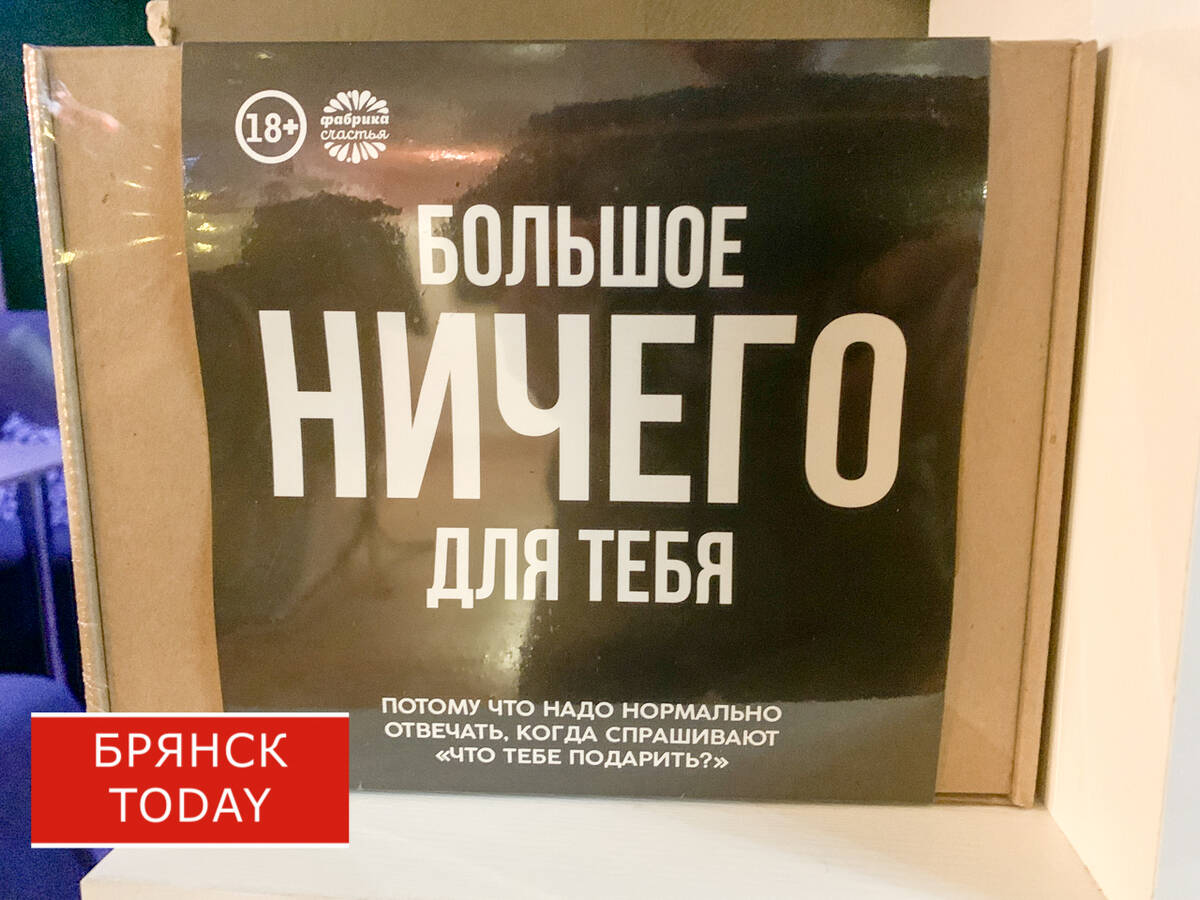 18+
фабрика
счастья
БОЛЬШОЕ
НИЧЕГО
ДЛЯ ТЕБЯ
ПОТОМУ ЧТО НАДО НОРМАЛЬНО
ОТВЕЧАТЬ, КОГДА СПРАШИВАЮТ
«ЧТО ТЕБЕ ПОДАРИТЬ?»
БРЯНСК
TODAY